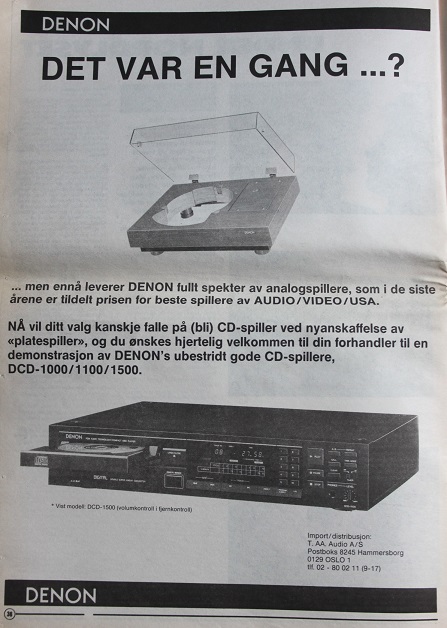 DENON
DET VAR EN GANG ...?
... men ennå leverer DENON fullt spekter av analogspillere, som i de siste
årene er tildelt prisen for beste spillere av AUDIO/VIDEO/USA.
NÅ vil ditt valg kanskje falle på (bli) CD-spiller ved nyanskaffelse av
«platespiller», og du ønskes hjertelig velkommen til din forhandler til en
demonstrasjon av DENON's ubestridt gode CD-spillere,
DCD-1000/1100/1500.
DENON
DIGITAL
08 27.58
* Vist modell: DCD-1500 (volumkontroll i fjernkontroll)
Import/distribusjon:
T. AA. Audio A/S
Postboks 8245 Hammersborg
0129 OSLO 1
tlf. 02 - 80 02 11 (9-17)
DENON